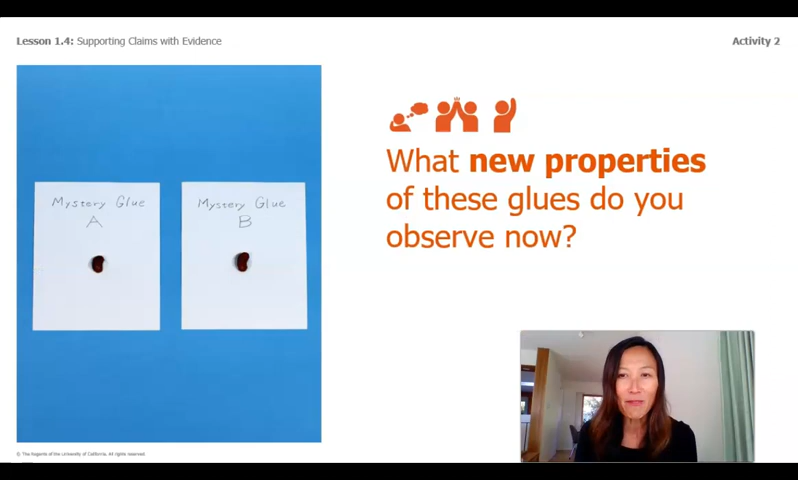 Lesson 1.4: Supporting Claims with Evidence
Activity 2
Mystery Glue
A
Mystery Glue
B
What new properties
of these glues do you
observe now?
© The Regents of the University of California. All rights reserved.